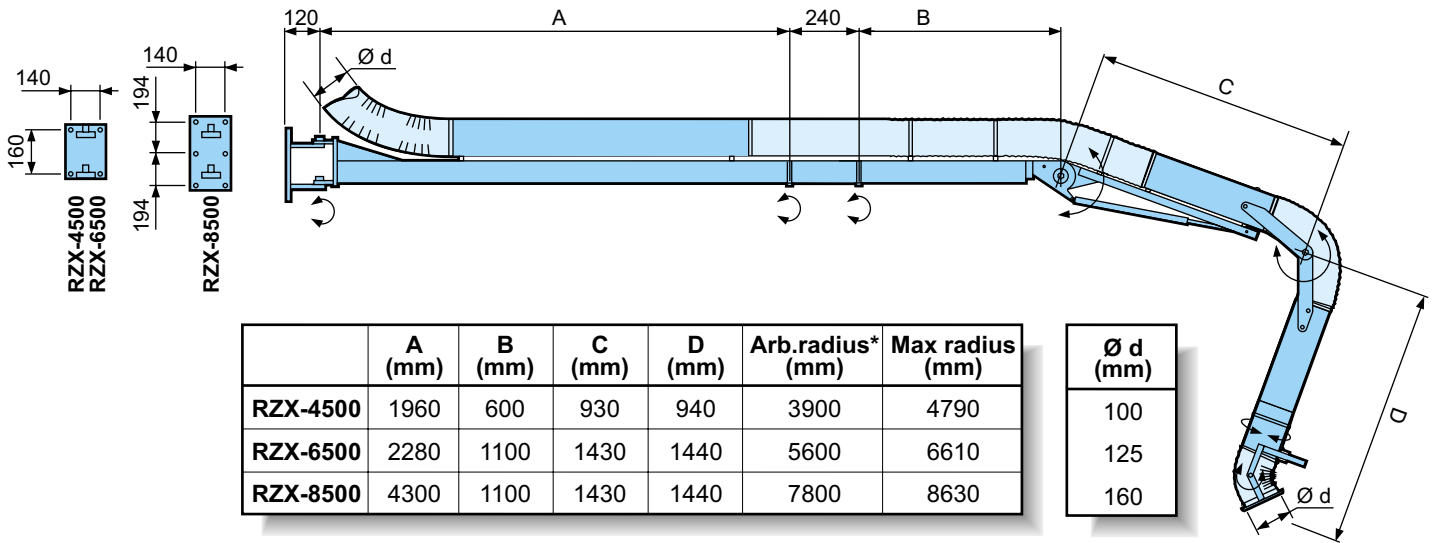 120 A 240 B
Ø d
C
140
140
194
160
194
RZX-4500
RZX-6500
RZX-8500
D
Ø d
A (mm) B (mm) C (mm) D (mm) Arb.radius* (mm) Max radius (mm)
RZX-4500 1960 600 930 940 3900 4790
RZX-6500 2280 1100 1430 1440 5600 6610
RZX-8500 4300 1100 1430 1440 7800 8630
Ø d
(mm)
100
125
160